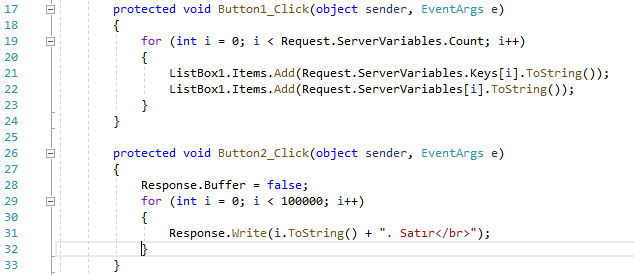 17 protected void Button1_Click(object sender, EventArgs e)
18 {
19 for (int i = 0; i < Request.ServerVariables.Count; i++)
20 {
21 ListBox1.Items.Add(Request.ServerVariables.Keys[i].ToString());
22 ListBox1.Items.Add(Request.ServerVariables[i].ToString());
23 }
24 }
25
26 protected void Button2_Click(object sender, EventArgs e)
27 {
28 Response.Buffer = false;
29 for (int i = 0; i < 100000; i++)
30 {
31 Response.Write(i.ToString() + ". Satır</br>");
32 }
33 }